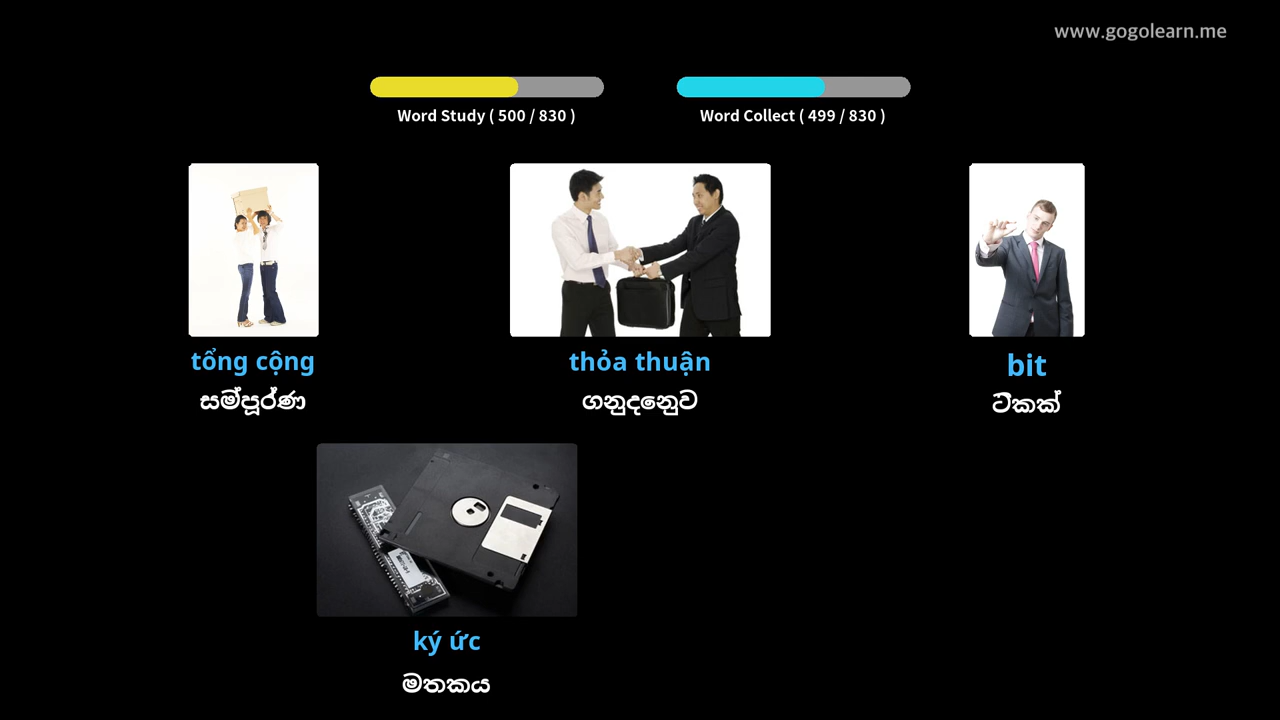 www.gogolearn.me
Word Study ( 500 / 830 )
Word Collect ( 499 / 830 )
tổng cộng
සම්පූර්ණ
thỏa thuận
ගනුදෙනුව
bit
ටිකක්
ký ức
මතකය